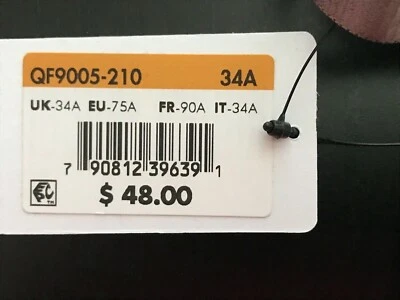 QF9005-210 34A
UK-34A EU-75A FR-90A IT-34A
7 90812 39639 1
$ 48.00